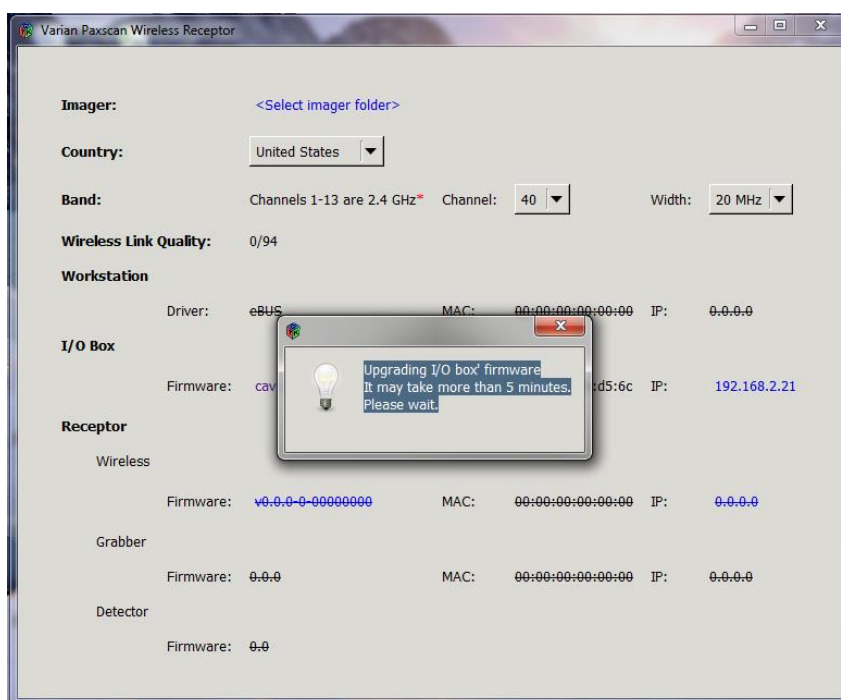 Varian Paxscan Wireless Receptor
Imager: <Select imager folder>
Country: United States
Band: Channels 1-13 are 2.4 GHz* Channel: 40 Width: 20 MHz
Wireless Link Quality: 0/94
Workstation
Driver: eBUS MAC: 00:00:00:00:00:00 IP: 0.0.0.0
I/O Box
Firmware: cav :d5:6c IP: 192.168.2.21
Upgrading I/O box' firmware
It may take more than 5 minutes.
Please wait.
Receptor
Wireless
Firmware: v0.0.0-0-00000000 MAC: 00:00:00:00:00:00 IP: 0.0.0.0
Grabber
Firmware: 0.0.0 MAC: 00:00:00:00:00:00 IP: 0.0.0.0
Detector
Firmware: 0.0